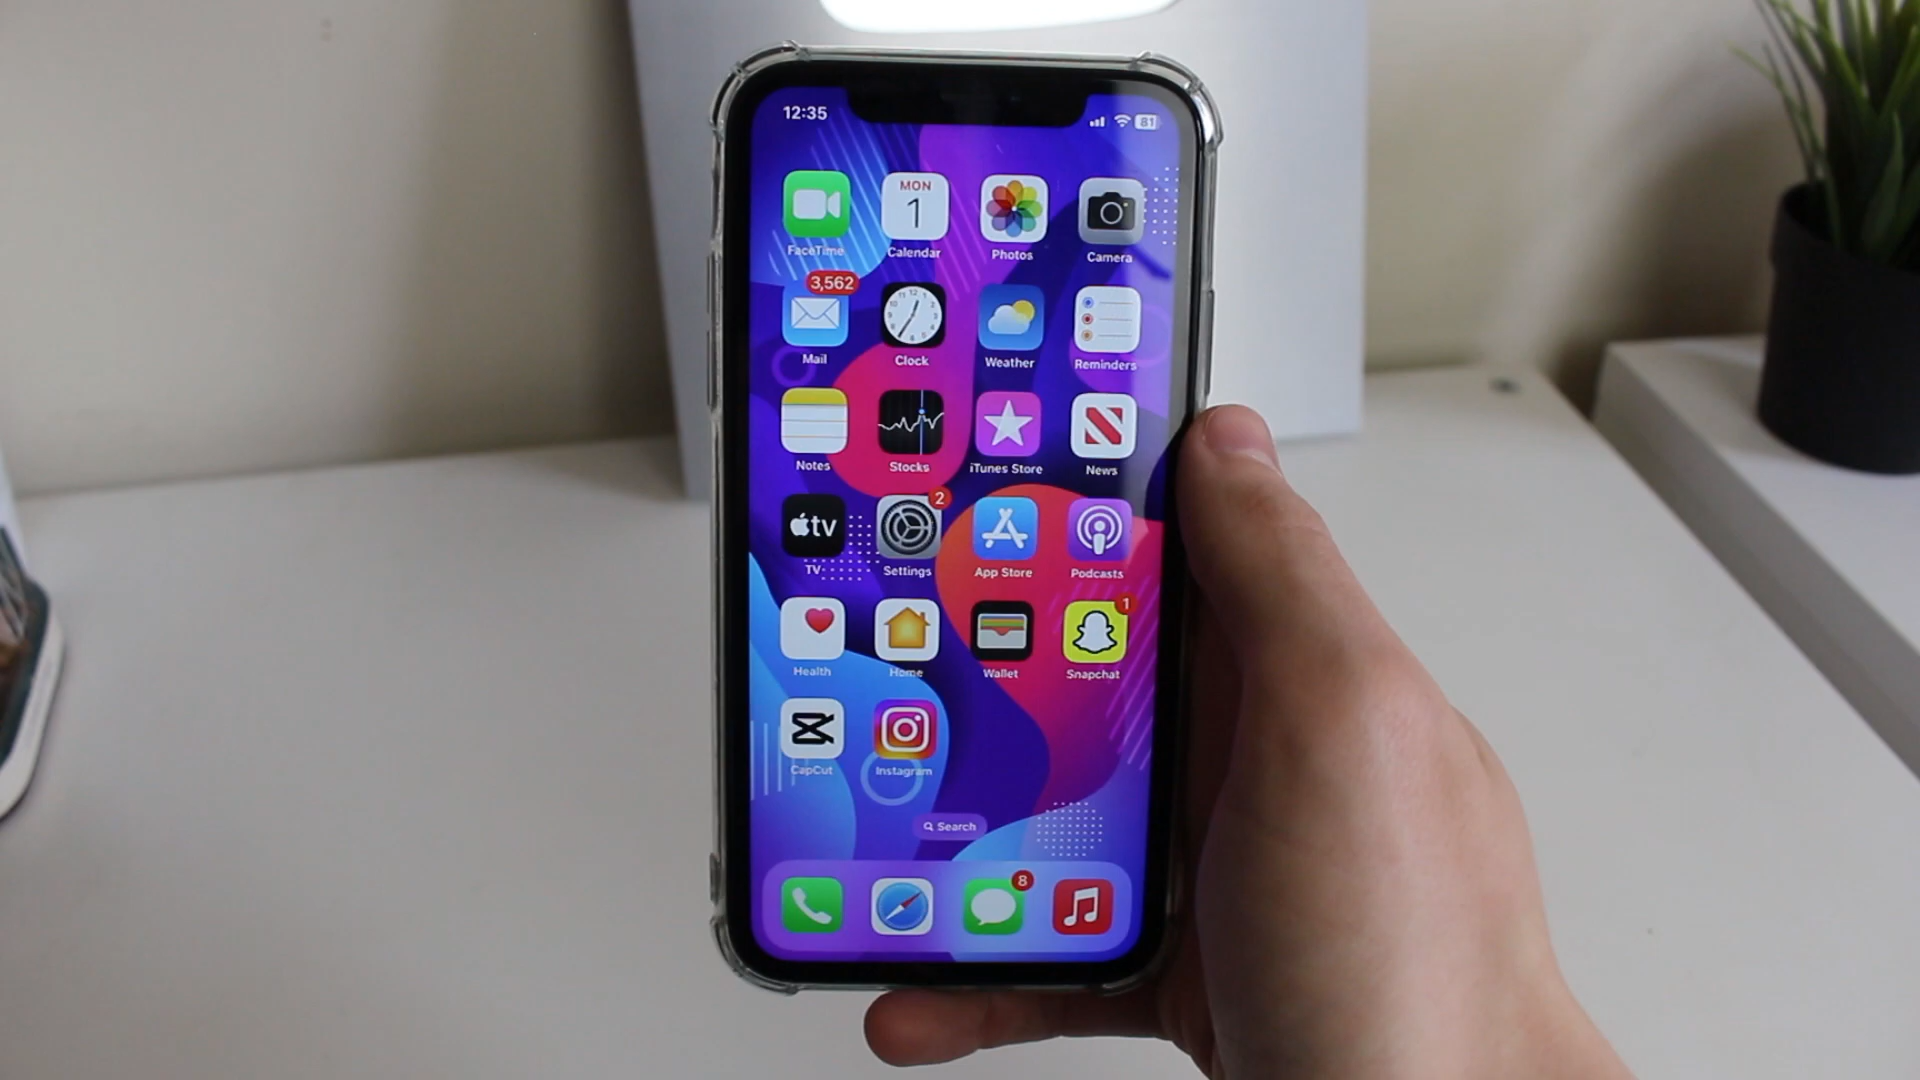 12:35
81
MON
1
FaceTime
Calendar
Photos
Camera
3,562
Mail
Clock
Weather
Reminders
Notes
Stocks
iTunes Store
News
tv
2
TV
Settings
App Store
Podcasts
1
Health
Home
Wallet
Snapchat
CapCut
Instagram
Search
8